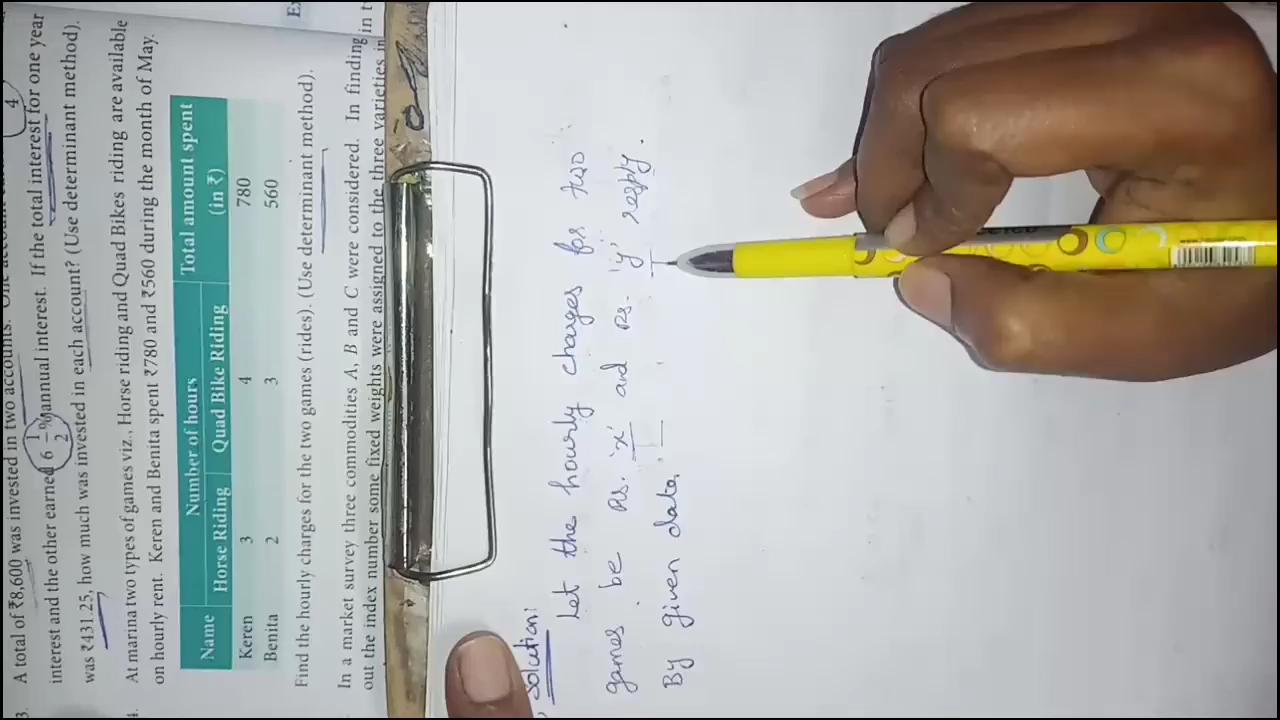 4
3. A total of ₹8,600 was invested in two accounts. One account
interest and the other earned 6 1/2 % annual interest. If the total interest for one year
was ₹431.25, how much was invested in each account? (Use determinant method).
4. At marina two types of games viz., Horse riding and Quad Bikes riding are available
on hourly rent. Keren and Benita spent ₹780 and ₹560 during the month of May.
Name Number of hours Total amount spent (in ₹)
Horse Riding Quad Bike Riding
Keren 3 4 780
Benita 2 3 560
Find the hourly charges for the two games (rides). (Use determinant method).
In a market survey three commodities A, B and C were considered. In finding
out the index number some fixed weights were assigned to the three varieties in
Solution:
Let the hourly charges for two
games be Rs. 'x' and Rs. 'y' resply.
By given data,